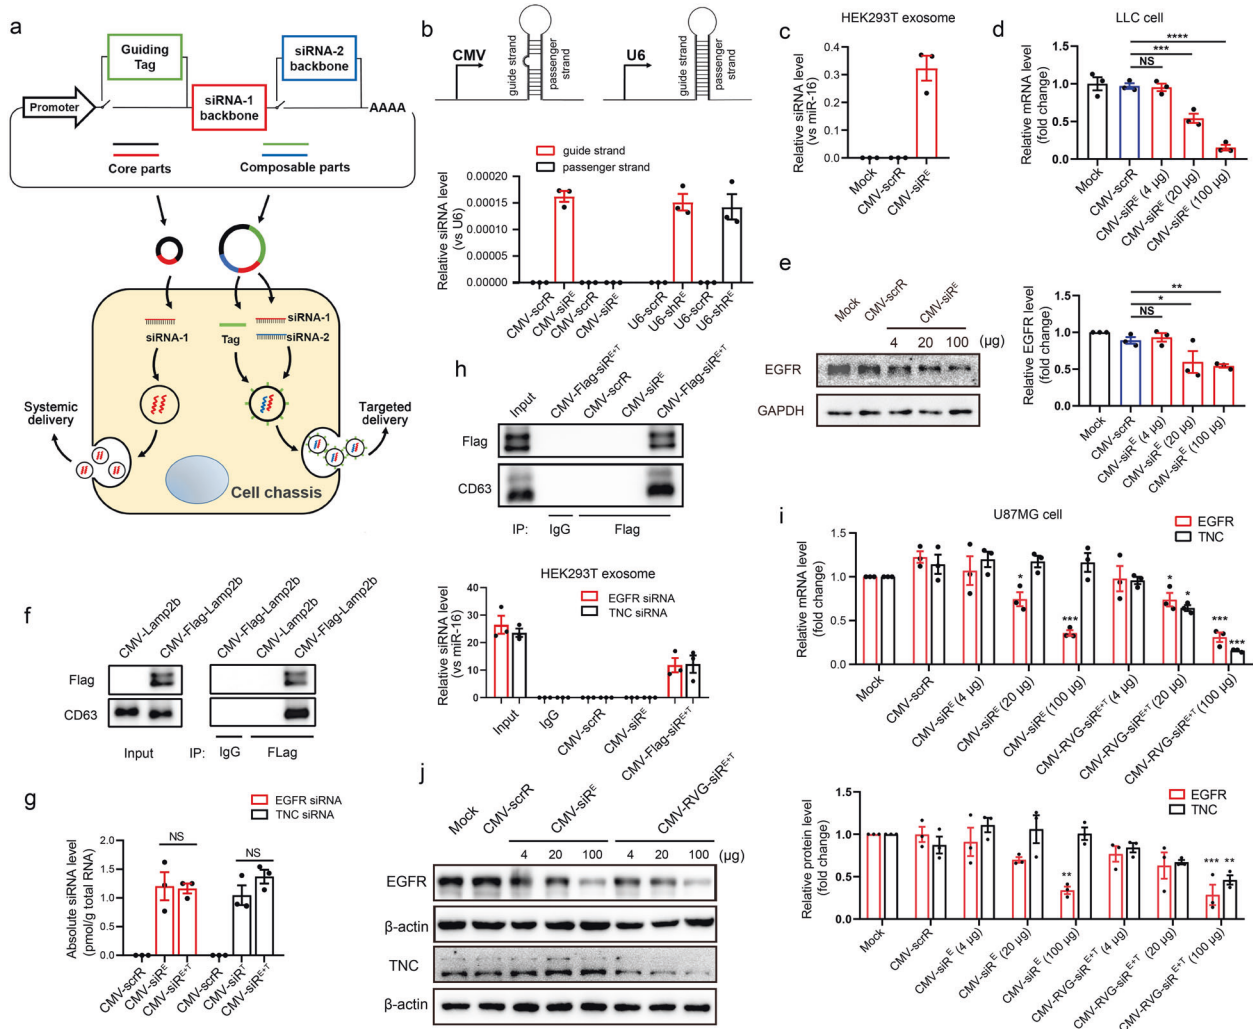 a
Guiding
Tag
siRNA-2
backbone
Promoter
siRNA-1
backbone
AAAA
Core parts
Composable parts
siRNA-1
Tag
siRNA-1
siRNA-2
Systemic
delivery
Targeted
delivery
Cell chassis
b
CMV
guide strand
passenger
strand
U6
guide strand
passenger
strand
guide strand
passenger strand
Relative siRNA level
(vs U6)
0.00020
0.00015
0.00010
0.00005
0.00000
CMV-scrR
CMV-siRᴱ
CMV-scrR
CMV-siRᴱ
U6-scrR
U6-shRᴱ
U6-scrR
U6-shRᴱ
c
HEK293T exosome
Relative siRNA level
(vs miR-16)
0.4
0.3
0.2
0.1
0.0
Mock
CMV-scrR
CMV-siRᴱ
d
LLC cell
****
***
NS
Relative mRNA level
(fold change)
1.5
1.0
0.5
0.0
Mock
CMV-scrR
CMV-siRᴱ (4 μg)
CMV-siRᴱ (20 μg)
CMV-siRᴱ (100 μg)
e
Mock
CMV-scrR
CMV-siRᴱ
4 20 100 (μg)
EGFR
GAPDH
**
*
NS
Relative EGFR level
(fold change)
1.5
1.0
0.5
0.0
Mock
CMV-scrR
CMV-siRᴱ (4 μg)
CMV-siRᴱ (20 μg)
CMV-siRᴱ (100 μg)
f
CMV-Lamp2b
CMV-Flag-Lamp2b
CMV-Flag-Lamp2b
CMV-Lamp2b
CMV-Flag-Lamp2b
Flag
CD63
Input IP: IgG FLag
g
EGFR siRNA
TNC siRNA
NS
NS
Absolute siRNA level
(pmol/g total RNA)
2.0
1.5
1.0
0.5
0.0
CMV-scrR
CMV-siRᴱ
CMV-siRᴱ⁺ᵀ
CMV-scrR
CMV-siRᵀ
CMV-siRᴱ⁺ᵀ
h
Input
CMV-Flag-siRᴱ⁺ᵀ
CMV-scrR
CMV-siRᴱ
CMV-Flag-siRᴱ⁺ᵀ
Flag
CD63
IP: IgG Flag
HEK293T exosome
EGFR siRNA
TNC siRNA
Relative siRNA level
(vs miR-16)
40
30
20
10
0
Input
IgG
CMV-scrR
CMV-siRᴱ
CMV-Flag-siRᴱ⁺ᵀ
i
U87MG cell
EGFR
TNC
Relative mRNA level
(fold change)
1.5
1.0
0.5
0.0
*
***
*
*
***
***
Mock
CMV-scrR
CMV-siRᴱ (4 μg)
CMV-siRᴱ (20 μg)
CMV-siRᴱ (100 μg)
CMV-RVG-siRᴱ⁺ᵀ (4 μg)
CMV-RVG-siRᴱ⁺ᵀ (20 μg)
CMV-RVG-siRᴱ⁺ᵀ (100 μg)
j
Mock
CMV-scrR
CMV-siRᴱ
CMV-RVG-siRᴱ⁺ᵀ
4 20 100 4 20 100 (μg)
EGFR
β-actin
TNC
β-actin
EGFR
TNC
Relative protein level
(fold change)
1.5
1.0
0.5
0.0
**
***
**
Mock
CMV-scrR
CMV-siRᴱ (4 μg)
CMV-siRᴱ (20 μg)
CMV-siRᴱ (100 μg)
CMV-RVG-siRᴱ⁺ᵀ (4 μg)
CMV-RVG-siRᴱ⁺ᵀ (20 μg)
CMV-RVG-siRᴱ⁺ᵀ (100 μg)